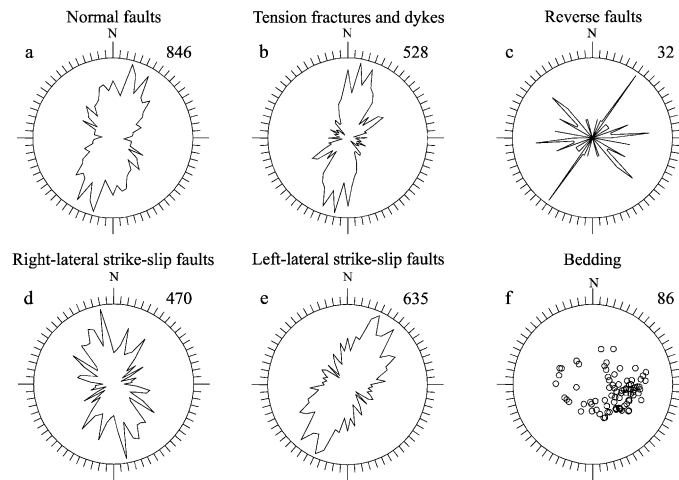 Normal faults
N
a
846
Tension fractures and dykes
N
b
528
Reverse faults
N
c
32
Right-lateral strike-slip faults
N
d
470
Left-lateral strike-slip faults
N
e
635
Bedding
N
f
86